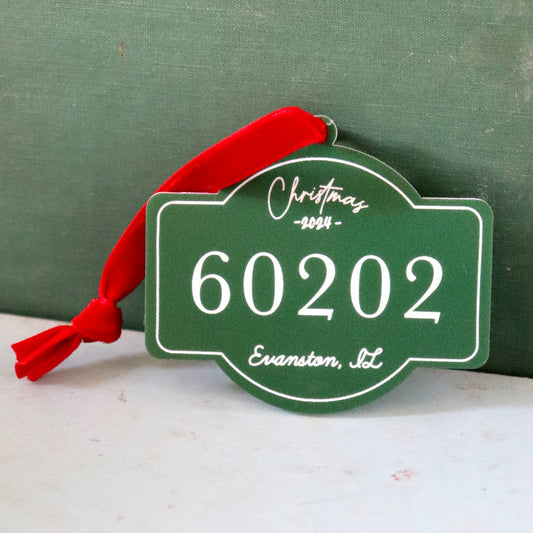 Christmas
-2024-
60202
Evanston, IL